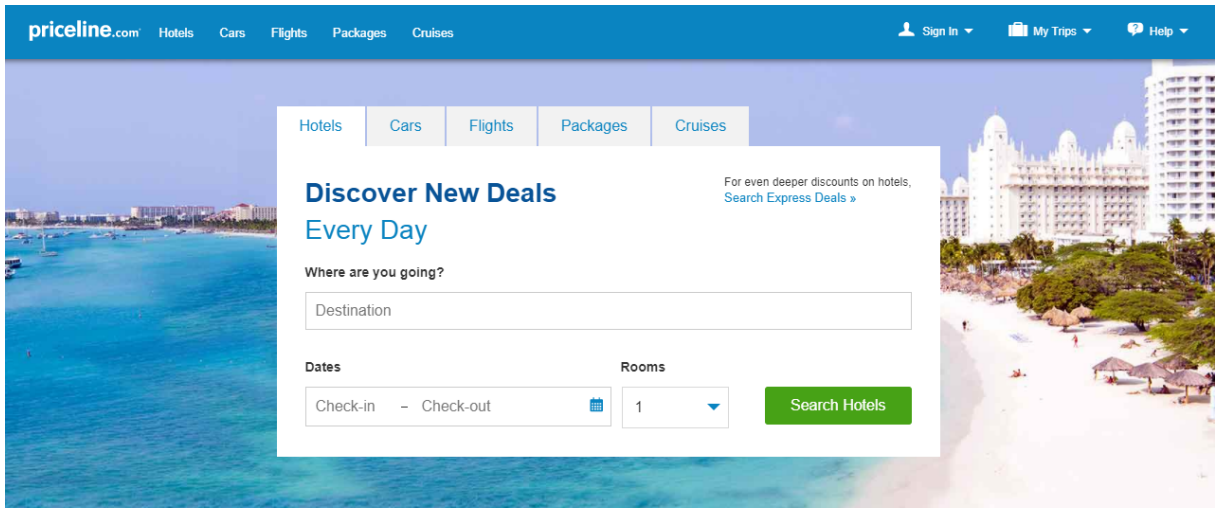 priceline.com Hotels Cars Flights Packages Cruises Sign In My Trips Help
Hotels Cars Flights Packages Cruises
Discover New Deals
Every Day
For even deeper discounts on hotels,
Search Express Deals »
Where are you going?
Destination
Dates Rooms
Check-in – Check-out 1 Search Hotels